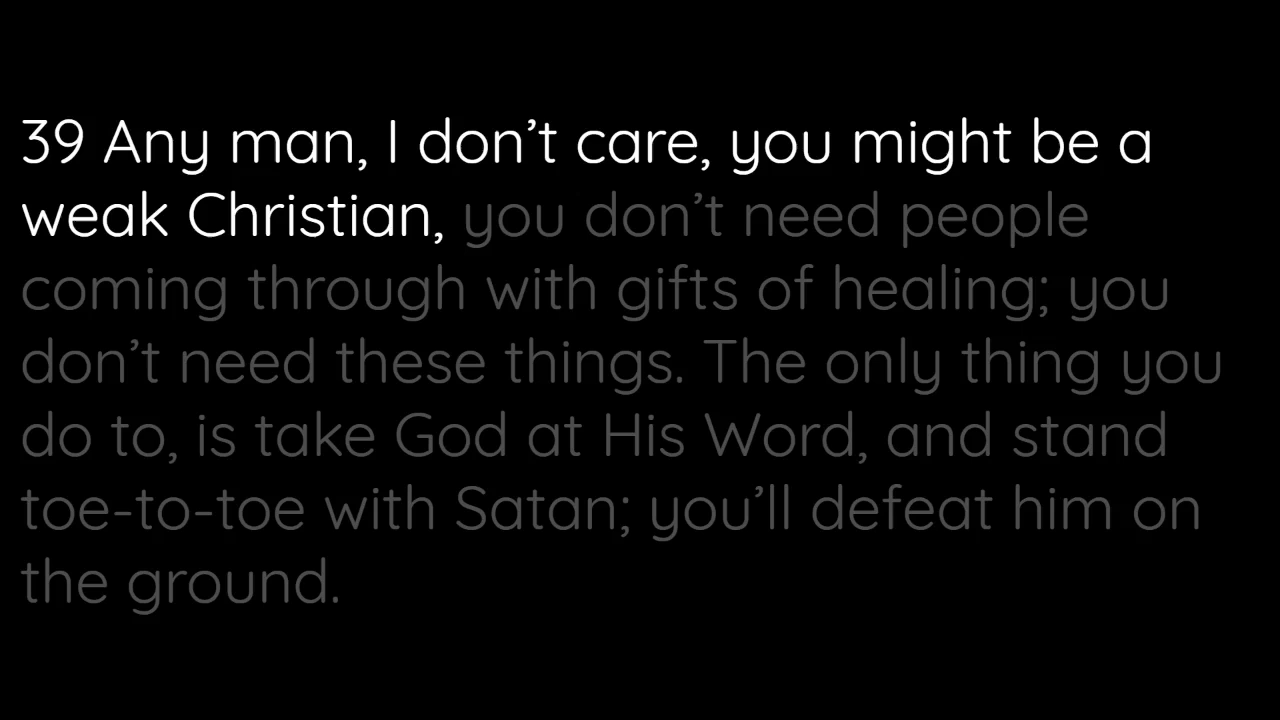 39 Any man, I don’t care, you might be a
weak Christian, you don’t need people
coming through with gifts of healing; you
don’t need these things. The only thing you
do to, is take God at His Word, and stand
toe-to-toe with Satan; you’ll defeat him on
the ground.